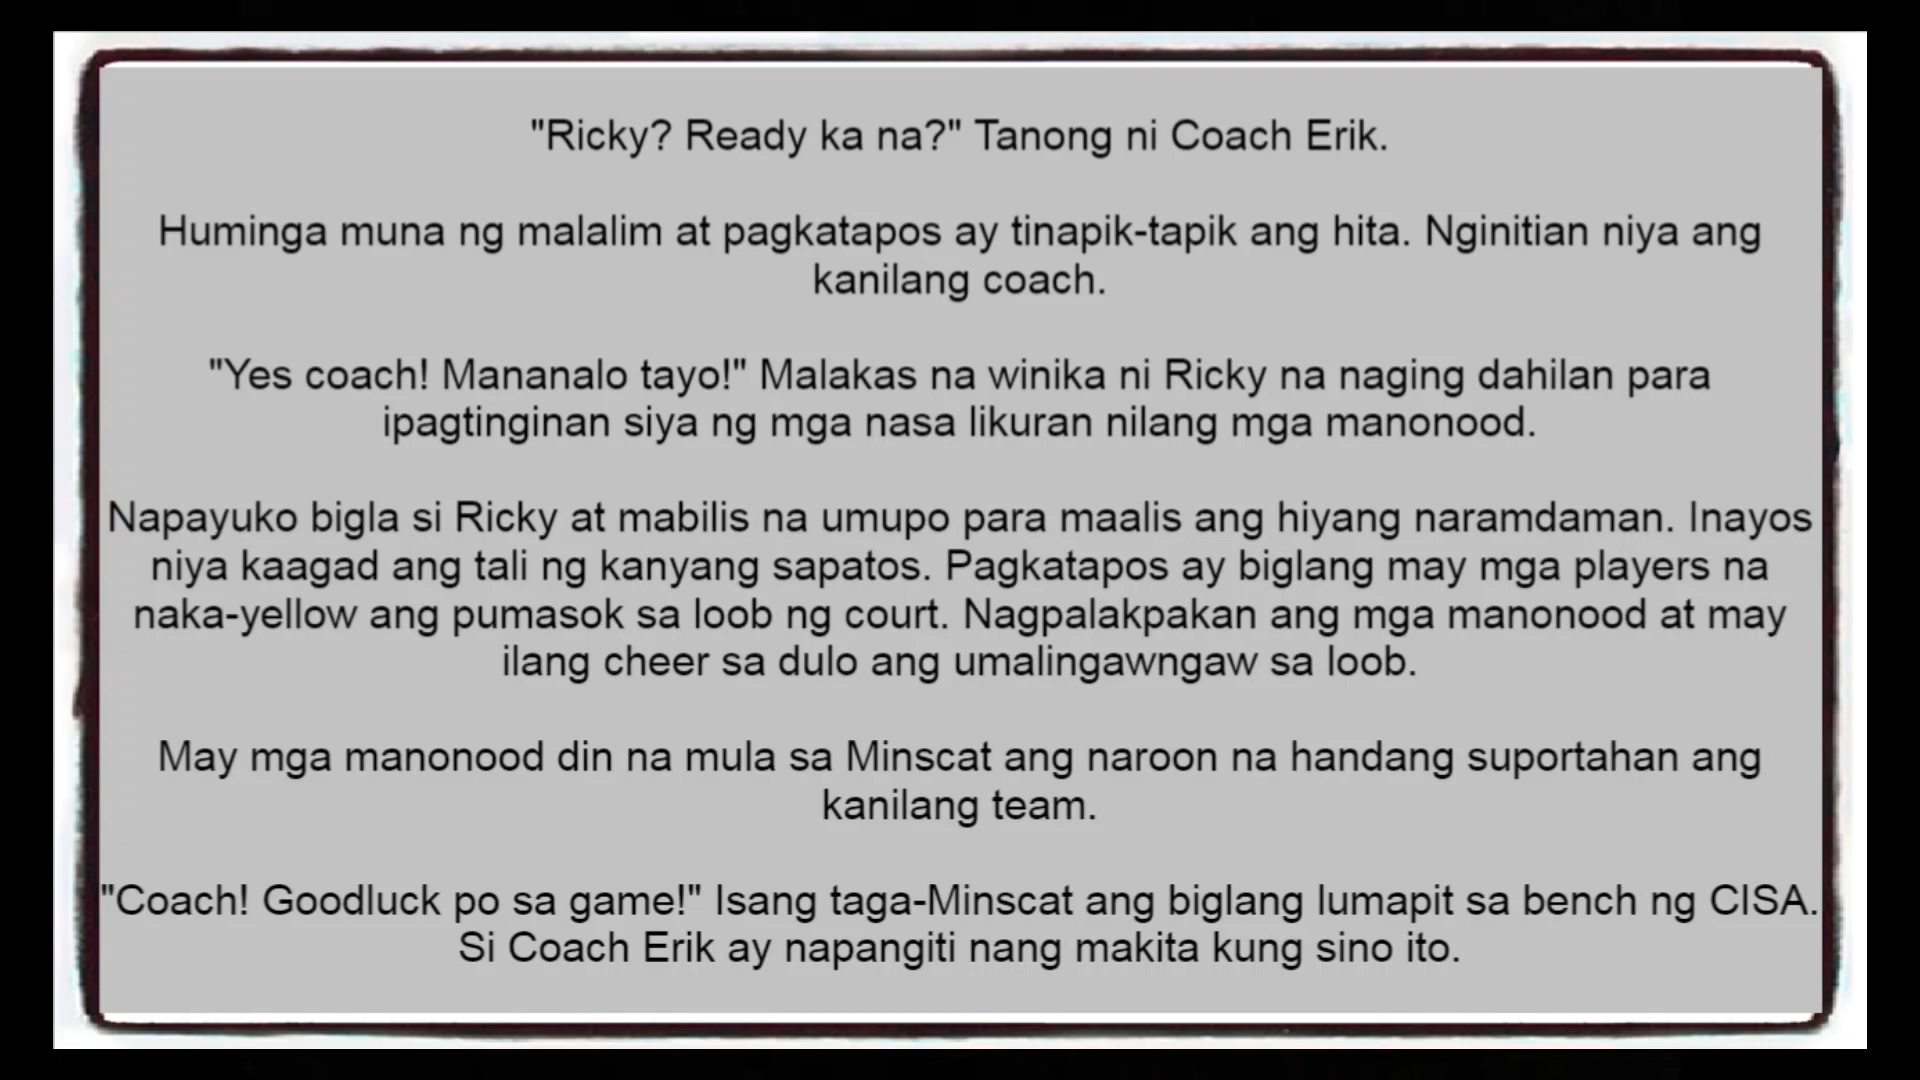 "Ricky? Ready ka na?" Tanong ni Coach Erik.
Huminga muna ng malalim at pagkatapos ay tinapik-tapik ang hita. Nginitian niya ang
kanilang coach.
"Yes coach! Mananalo tayo!" Malakas na winika ni Ricky na naging dahilan para
ipagtinginan siya ng mga nasa likuran nilang mga manonood.
Napayuko bigla si Ricky at mabilis na umupo para maalis ang hiyang naramdaman. Inayos
niya kaagad ang tali ng kanyang sapatos. Pagkatapos ay biglang may mga players na
naka-yellow ang pumasok sa loob ng court. Nagpalakpakan ang mga manonood at may
ilang cheer sa dulo ang umalingawngaw sa loob.
May mga manonood din na mula sa Minscat ang naroon na handang suportahan ang
kanilang team.
"Coach! Goodluck po sa game!" Isang taga-Minscat ang biglang lumapit sa bench ng CISA.
Si Coach Erik ay napangiti nang makita kung sino ito.